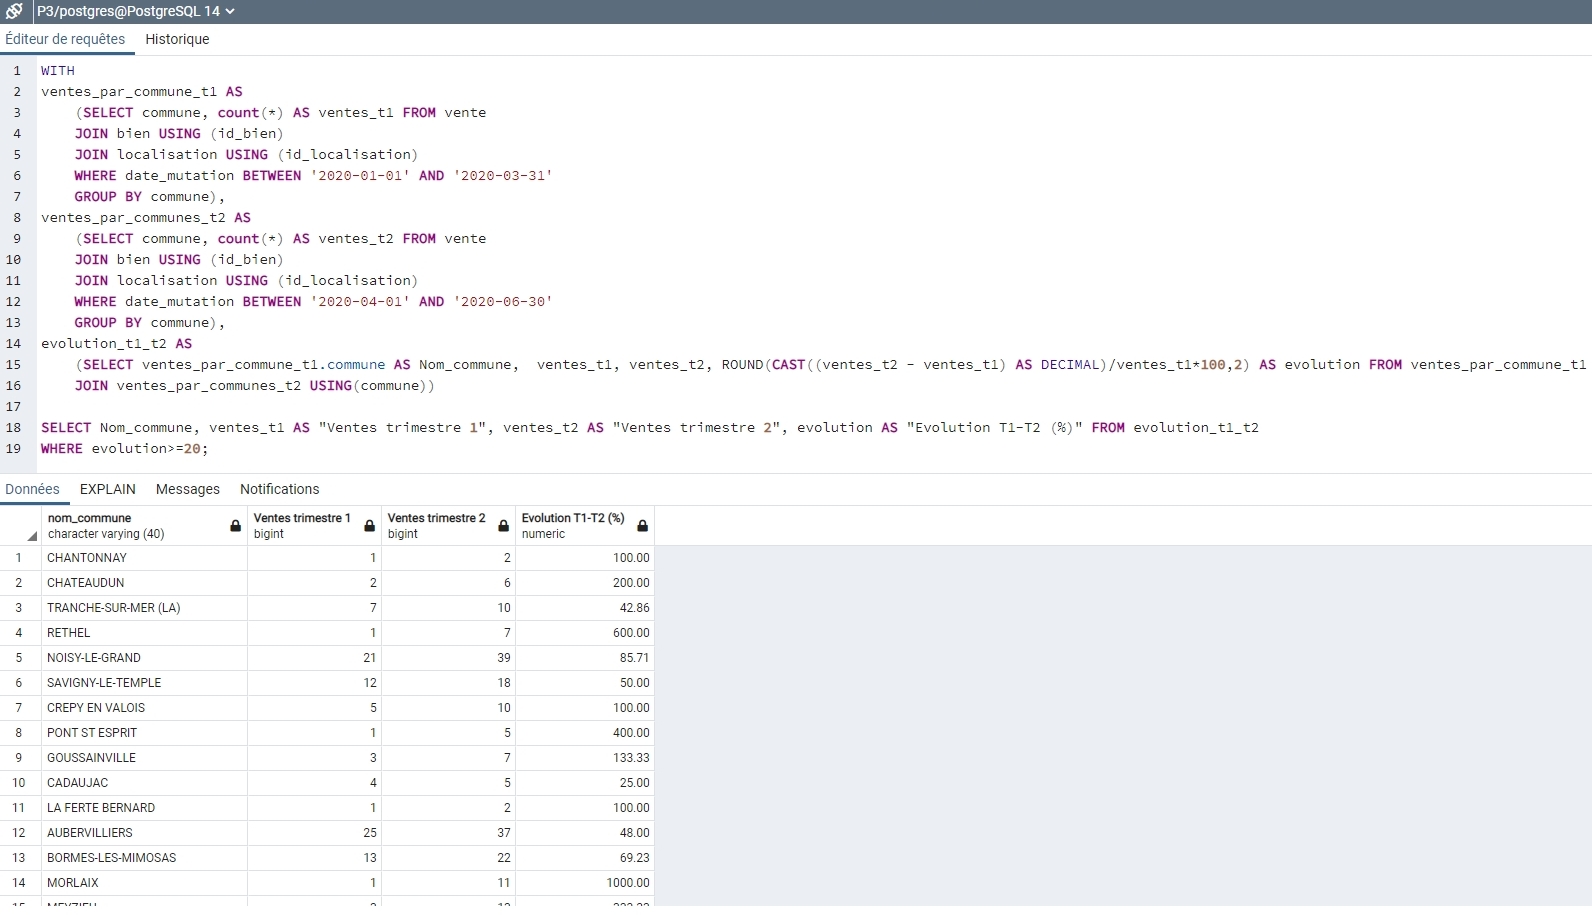 P3/postgres@PostgreSQL 14
Éditeur de requêtes Historique
1 WITH
2 ventes_par_commune_t1 AS
3 (SELECT commune, count(*) AS ventes_t1 FROM vente
4 JOIN bien USING (id_bien)
5 JOIN localisation USING (id_localisation)
6 WHERE date_mutation BETWEEN '2020-01-01' AND '2020-03-31'
7 GROUP BY commune),
8 ventes_par_communes_t2 AS
9 (SELECT commune, count(*) AS ventes_t2 FROM vente
10 JOIN bien USING (id_bien)
11 JOIN localisation USING (id_localisation)
12 WHERE date_mutation BETWEEN '2020-04-01' AND '2020-06-30'
13 GROUP BY commune),
14 evolution_t1_t2 AS
15 (SELECT ventes_par_commune_t1.commune AS Nom_commune,  ventes_t1, ventes_t2, ROUND(CAST((ventes_t2 - ventes_t1) AS DECIMAL)/ventes_t1*100,2) AS evolution FROM ventes_par_commune_t1
16 JOIN ventes_par_communes_t2 USING(commune))
17
18 SELECT Nom_commune, ventes_t1 AS "Ventes trimestre 1", ventes_t2 AS "Ventes trimestre 2", evolution AS "Evolution T1-T2 (%)" FROM evolution_t1_t2
19 WHERE evolution>=20;
Données EXPLAIN Messages Notifications
nom_commune Ventes trimestre 1 Ventes trimestre 2 Evolution T1-T2 (%)
character varying (40) bigint bigint numeric
1 CHANTONNAY 1 2 100.00
2 CHATEAUDUN 2 6 200.00
3 TRANCHE-SUR-MER (LA) 7 10 42.86
4 RETHEL 1 7 600.00
5 NOISY-LE-GRAND 21 39 85.71
6 SAVIGNY-LE-TEMPLE 12 18 50.00
7 CREPY EN VALOIS 5 10 100.00
8 PONT ST ESPRIT 1 5 400.00
9 GOUSSAINVILLE 3 7 133.33
10 CADAUJAC 4 5 25.00
11 LA FERTE BERNARD 1 2 100.00
12 AUBERVILLIERS 25 37 48.00
13 BORMES-LES-MIMOSAS 13 22 69.23
14 MORLAIX 1 11 1000.00